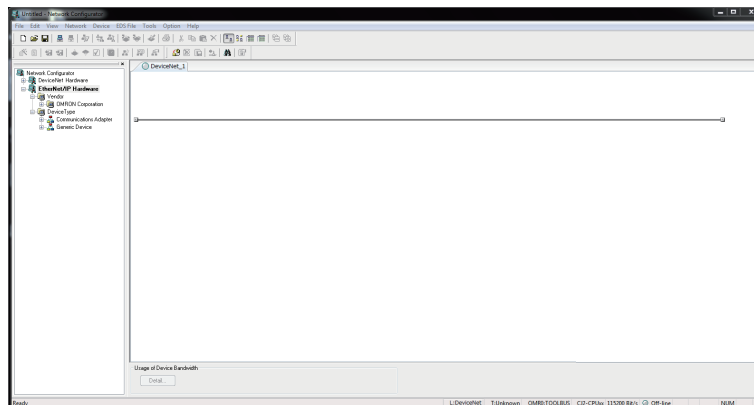 Untitled - Network Configurator
File Edit View Network Device EDS File Tools Option Help
DeviceNet_1
Network Configurator
DeviceNet Hardware
EtherNet/IP Hardware
Vendor
OMRON Corporation
DeviceType
Communications Adapter
Generic Device
Usage of Device Bandwidth
Detail...
Ready
L:DeviceNet T:Unknown OMR0:TOOLBUS CJ2-CPUxx 115200 Bit/s Off-line NUM